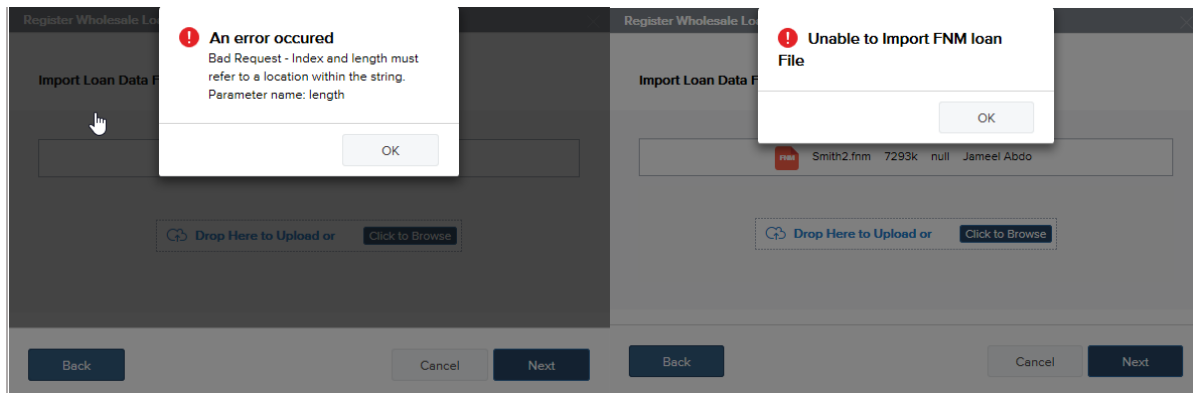 Register Wholesale Lo
An error occured
Bad Request - Index and length must
refer to a location within the string.
Parameter name: length
OK
Import Loan Data F
Drop Here to Upload or Click to Browse
Back Cancel Next
Register Wholesale Lo
Unable to Import FNM loan
File
OK
Import Loan Data F
FNM Smith2.fnm 7293k null Jameel Abdo
Drop Here to Upload or Click to Browse
Back Cancel Next